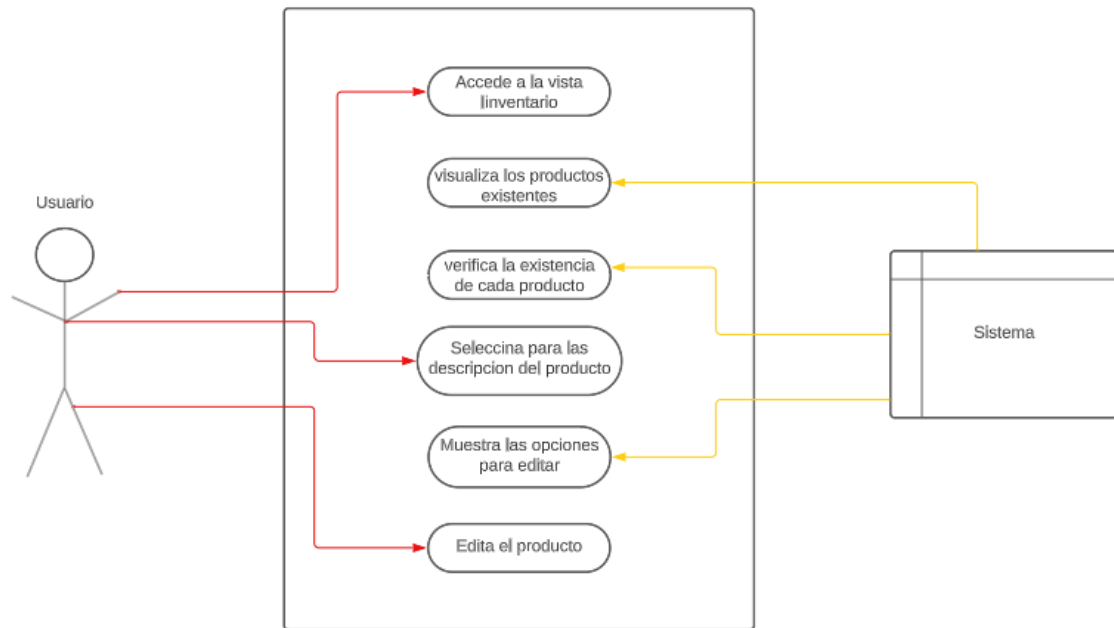 Accede a la vista
linventario
visualiza los productos
existentes
Usuario
verifica la existencia
de cada producto
Sistema
Seleccina para las
descripcion del producto
Muestra las opciones
para editar
Edita el producto